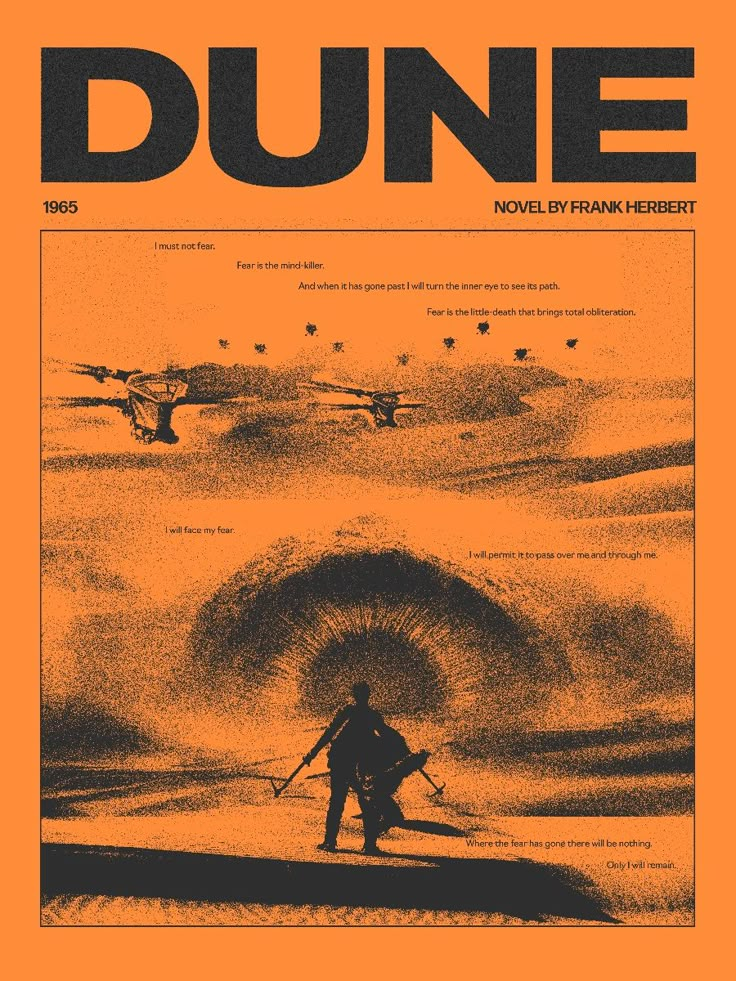 DUNE
1965
NOVEL BY FRANK HERBERT
I must not fear.
Fear is the mind-killer.
And when it has gone past I will turn the inner eye to see its path.
Fear is the little-death that brings total obliteration.
I will face my fear.
I will permit it to pass over me and through me.
Where the fear has gone there will be nothing.
Only I will remain.